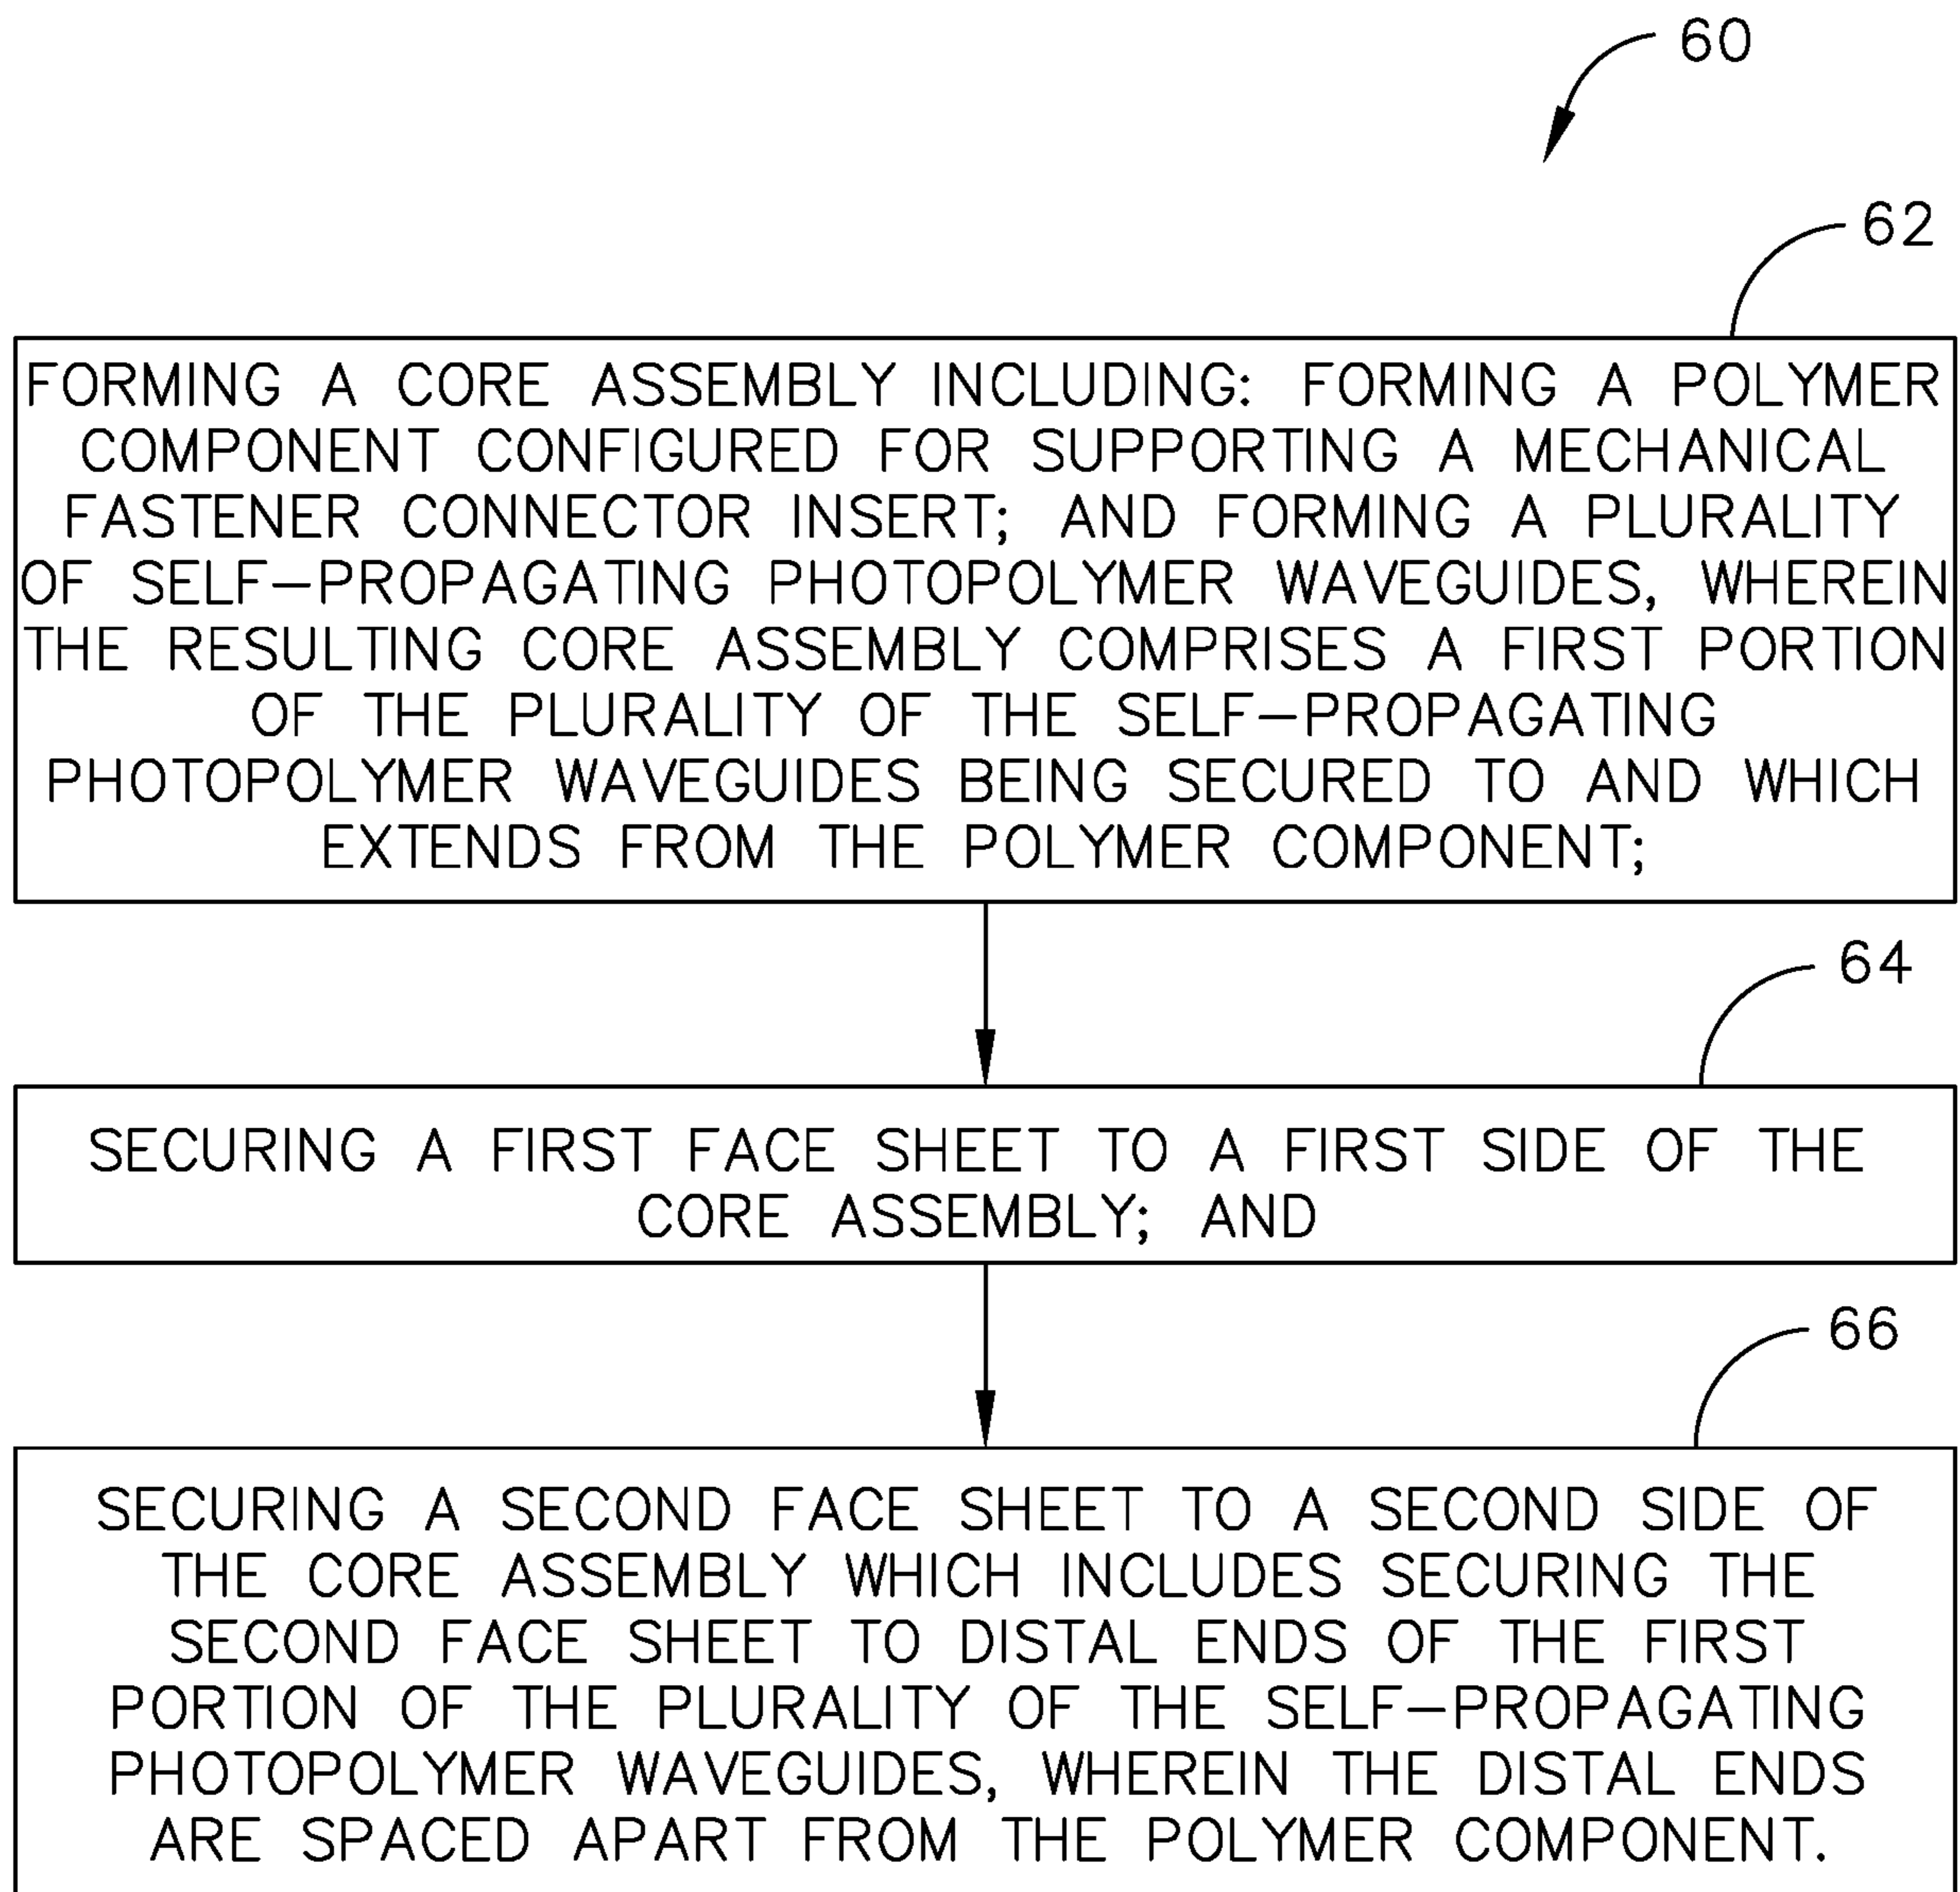 60
62
FORMING A CORE ASSEMBLY INCLUDING: FORMING A POLYMER
COMPONENT CONFIGURED FOR SUPPORTING A MECHANICAL
FASTENER CONNECTOR INSERT; AND FORMING A PLURALITY
OF SELF-PROPAGATING PHOTOPOLYMER WAVEGUIDES, WHEREIN
THE RESULTING CORE ASSEMBLY COMPRISES A FIRST PORTION
OF THE PLURALITY OF THE SELF-PROPAGATING
PHOTOPOLYMER WAVEGUIDES BEING SECURED TO AND WHICH
EXTENDS FROM THE POLYMER COMPONENT;
64
SECURING A FIRST FACE SHEET TO A FIRST SIDE OF THE
CORE ASSEMBLY; AND
66
SECURING A SECOND FACE SHEET TO A SECOND SIDE OF
THE CORE ASSEMBLY WHICH INCLUDES SECURING THE
SECOND FACE SHEET TO DISTAL ENDS OF THE FIRST
PORTION OF THE PLURALITY OF THE SELF-PROPAGATING
PHOTOPOLYMER WAVEGUIDES, WHEREIN THE DISTAL ENDS
ARE SPACED APART FROM THE POLYMER COMPONENT.